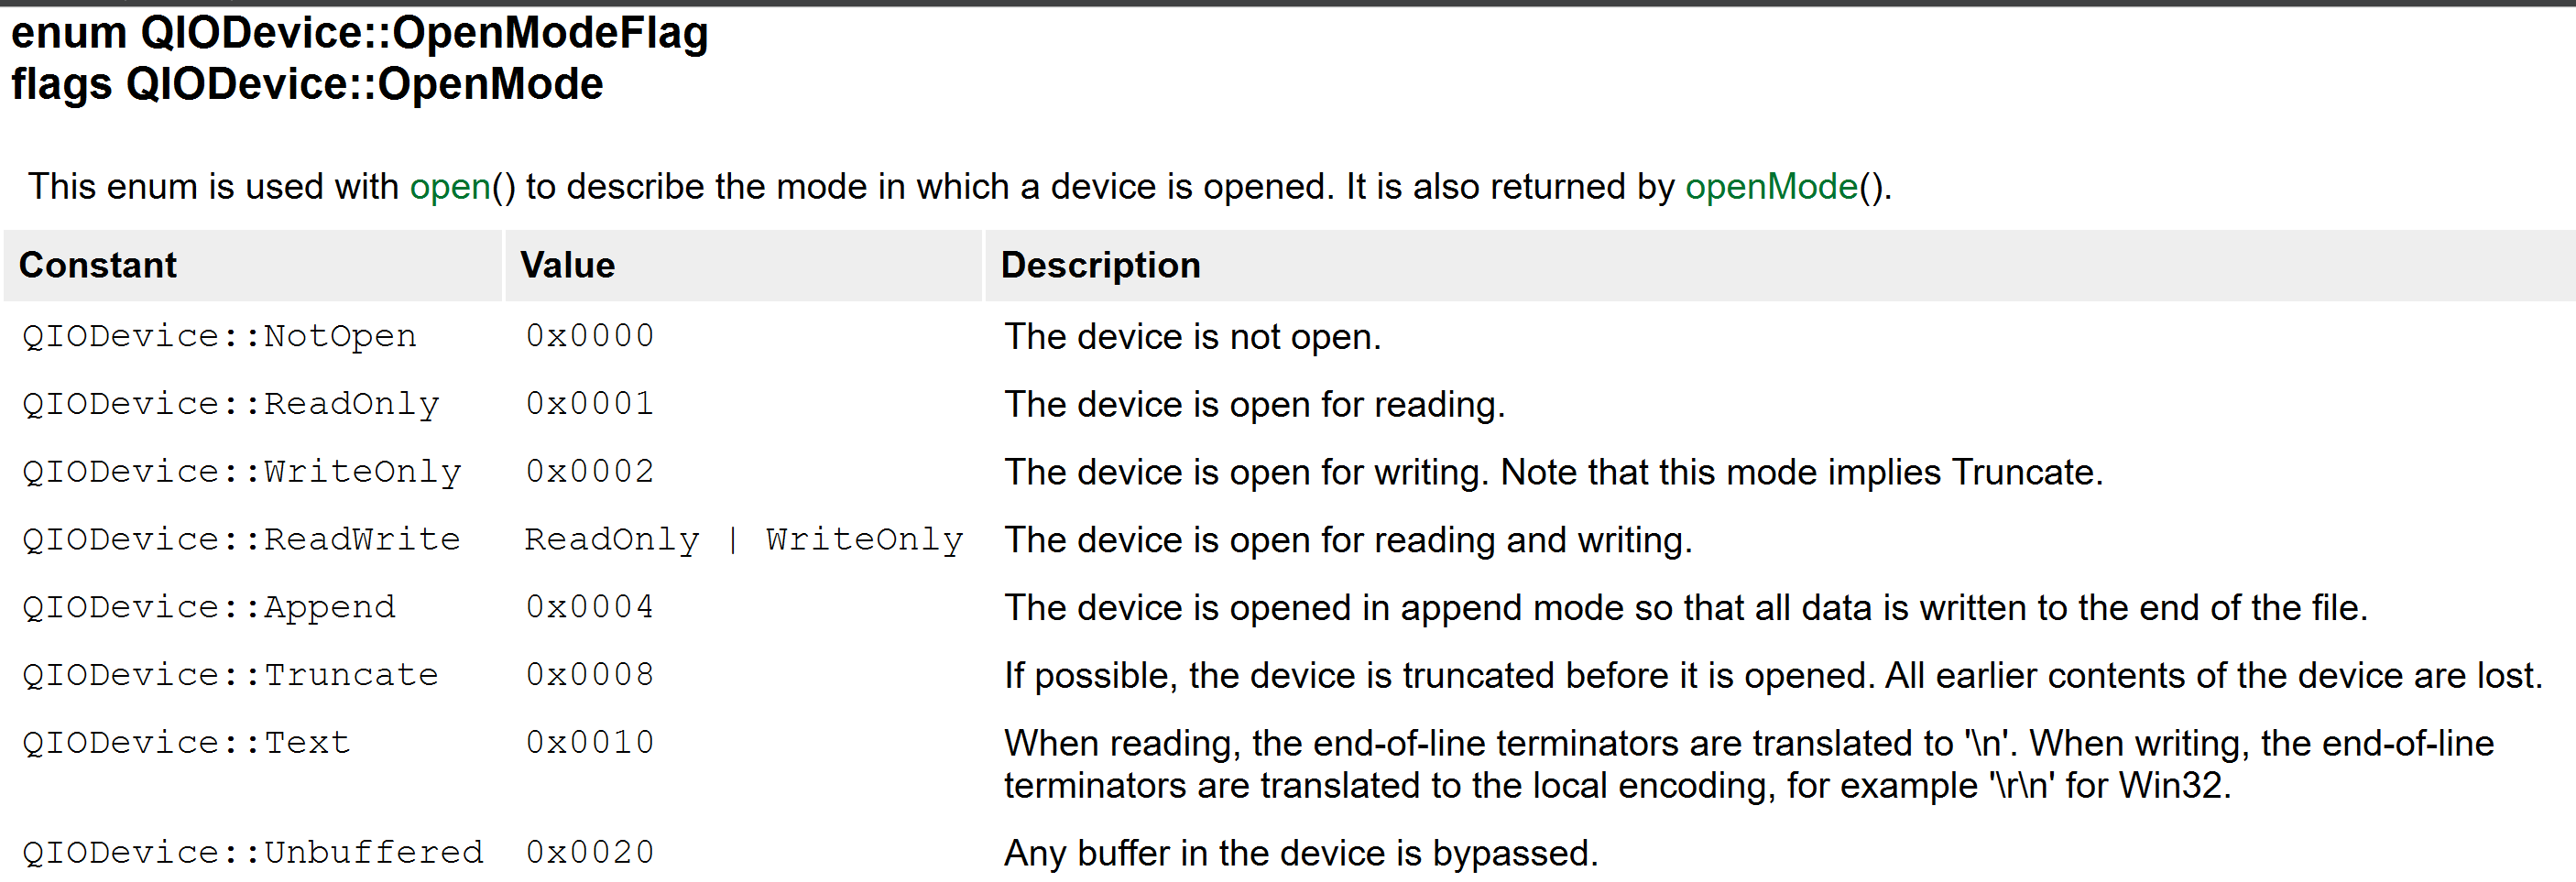 enum QIODevice::OpenModeFlag
flags QIODevice::OpenMode
This enum is used with open() to describe the mode in which a device is opened. It is also returned by openMode().
Constant Value Description
QIODevice::NotOpen 0x0000 The device is not open.
QIODevice::ReadOnly 0x0001 The device is open for reading.
QIODevice::WriteOnly 0x0002 The device is open for writing. Note that this mode implies Truncate.
QIODevice::ReadWrite ReadOnly | WriteOnly The device is open for reading and writing.
QIODevice::Append 0x0004 The device is opened in append mode so that all data is written to the end of the file.
QIODevice::Truncate 0x0008 If possible, the device is truncated before it is opened. All earlier contents of the device are lost.
QIODevice::Text 0x0010 When reading, the end-of-line terminators are translated to '\n'. When writing, the end-of-line
terminators are translated to the local encoding, for example '\r\n' for Win32.
QIODevice::Unbuffered 0x0020 Any buffer in the device is bypassed.